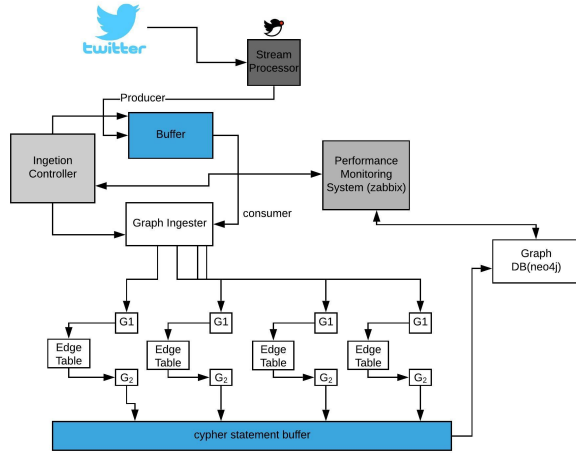 twitter
Stream
Processor
Producer
Buffer
Ingetion
Controller
Performance
Monitoring
System (zabbix)
consumer
Graph Ingester
Graph
DB(neo4j)
G1
G1
G1
G1
Edge
Table
Edge
Table
Edge
Table
Edge
Table
G₂
G₂
G₂
G₂
cypher statement buffer